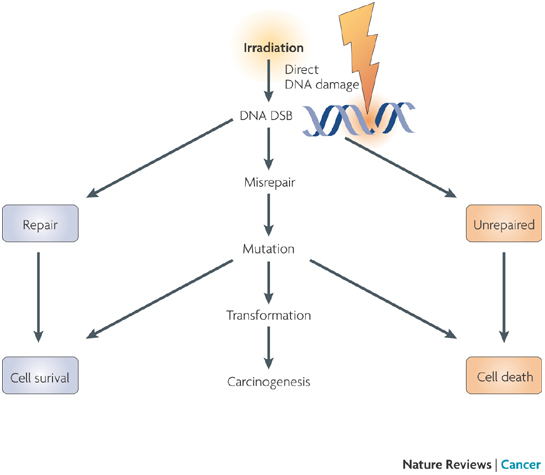 Irradiation
Direct
DNA damage
DNA DSB
Misrepair
Repair
Unrepaired
Mutation
Transformation
Cell surival
Carcinogenesis
Cell death
Nature Reviews | Cancer